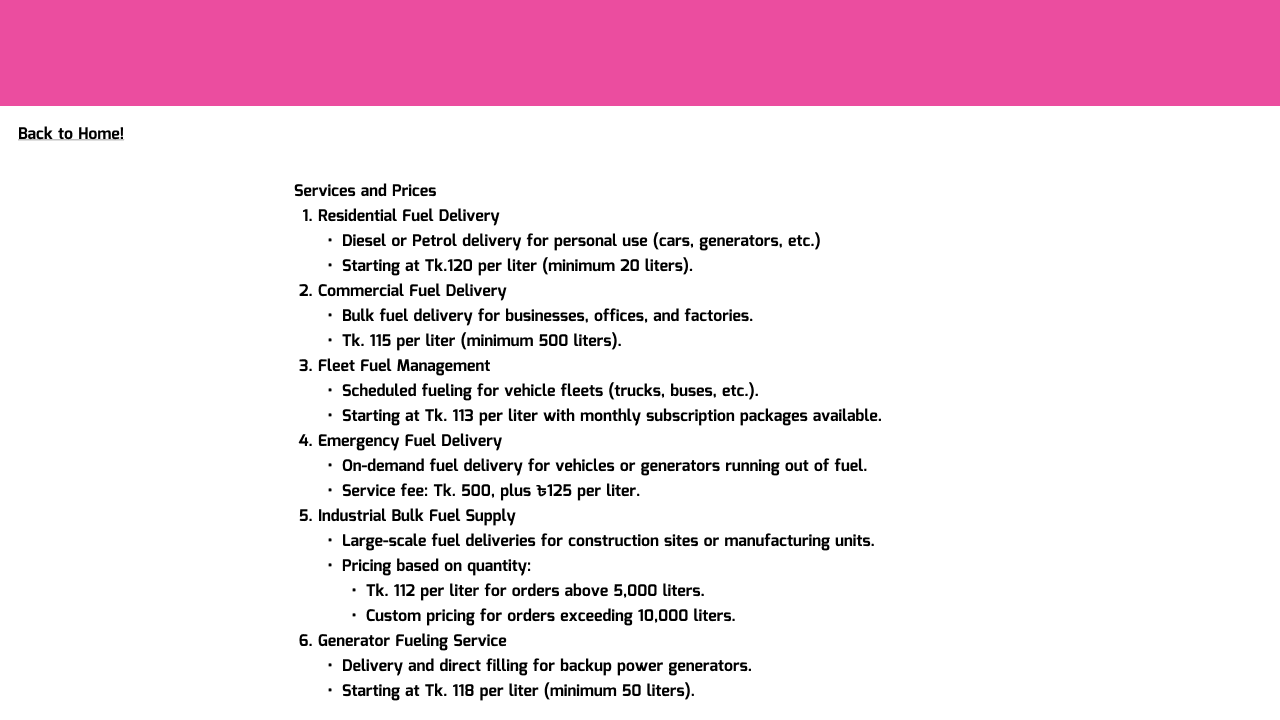 Back to Home!
Services and Prices
1. Residential Fuel Delivery
• Diesel or Petrol delivery for personal use (cars, generators, etc.)
• Starting at Tk.120 per liter (minimum 20 liters).
2. Commercial Fuel Delivery
• Bulk fuel delivery for businesses, offices, and factories.
• Tk. 115 per liter (minimum 500 liters).
3. Fleet Fuel Management
• Scheduled fueling for vehicle fleets (trucks, buses, etc.).
• Starting at Tk. 113 per liter with monthly subscription packages available.
4. Emergency Fuel Delivery
• On-demand fuel delivery for vehicles or generators running out of fuel.
• Service fee: Tk. 500, plus ৳125 per liter.
5. Industrial Bulk Fuel Supply
• Large-scale fuel deliveries for construction sites or manufacturing units.
• Pricing based on quantity:
• Tk. 112 per liter for orders above 5,000 liters.
• Custom pricing for orders exceeding 10,000 liters.
6. Generator Fueling Service
• Delivery and direct filling for backup power generators.
• Starting at Tk. 118 per liter (minimum 50 liters).